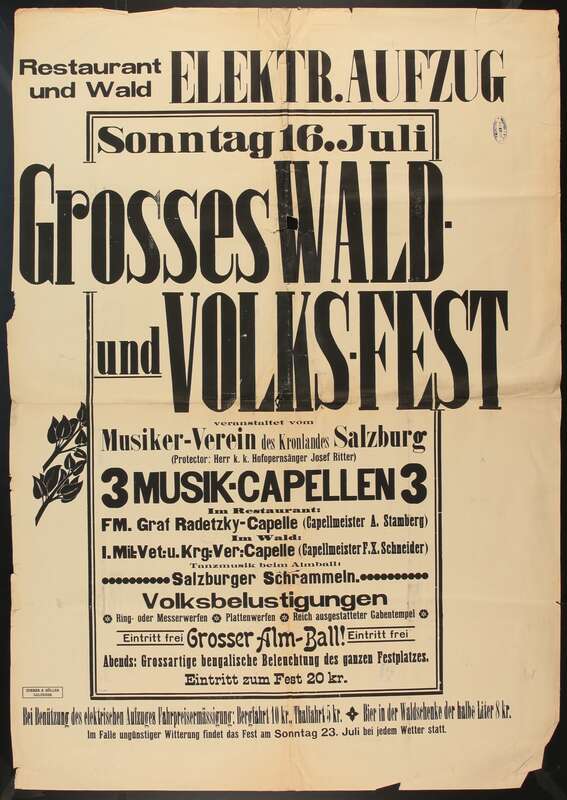 Restaurant und Wald ELEKTR. AUFZUG
Sonntag 16. Juli
Grosses WALD-
und VOLKS-FEST
veranstaltet vom
Musiker-Verein des Kronlandes Salzburg
(Protector: Herr k. k. Hofopernsänger Josef Ritter)
3 MUSIK-CAPELLEN 3
Im Restaurant:
FM. Graf Radetzky-Capelle (Capellmeister A. Stamberg)
Im Wald:
I. Mil:Vet:u. Krg:Ver:Capelle (Capellmeister F. X. Schneider)
Tanzmusik beim Almball:
Salzburger Schrammeln.
Volksbelustigungen
Ring- oder Messerwerfen Plattenwerfen Reich ausgestatteter Gabentempel
Eintritt frei Grosser Alm-Ball! Eintritt frei
Abends: Grossartige bengalische Beleuchtung des ganzen Festplatzes.
Eintritt zum Fest 20 kr.
Bei Benützung des elektrischen Aufzuges Fahrpreisermässigung: Bergfahrt 10 kr., Thalfahrt 5 kr. Bier in der Waldschenke der halbe Liter 8 kr.
Im Falle ungünstiger Witterung findet das Fest am Sonntag 23. Juli bei jedem Wetter statt.